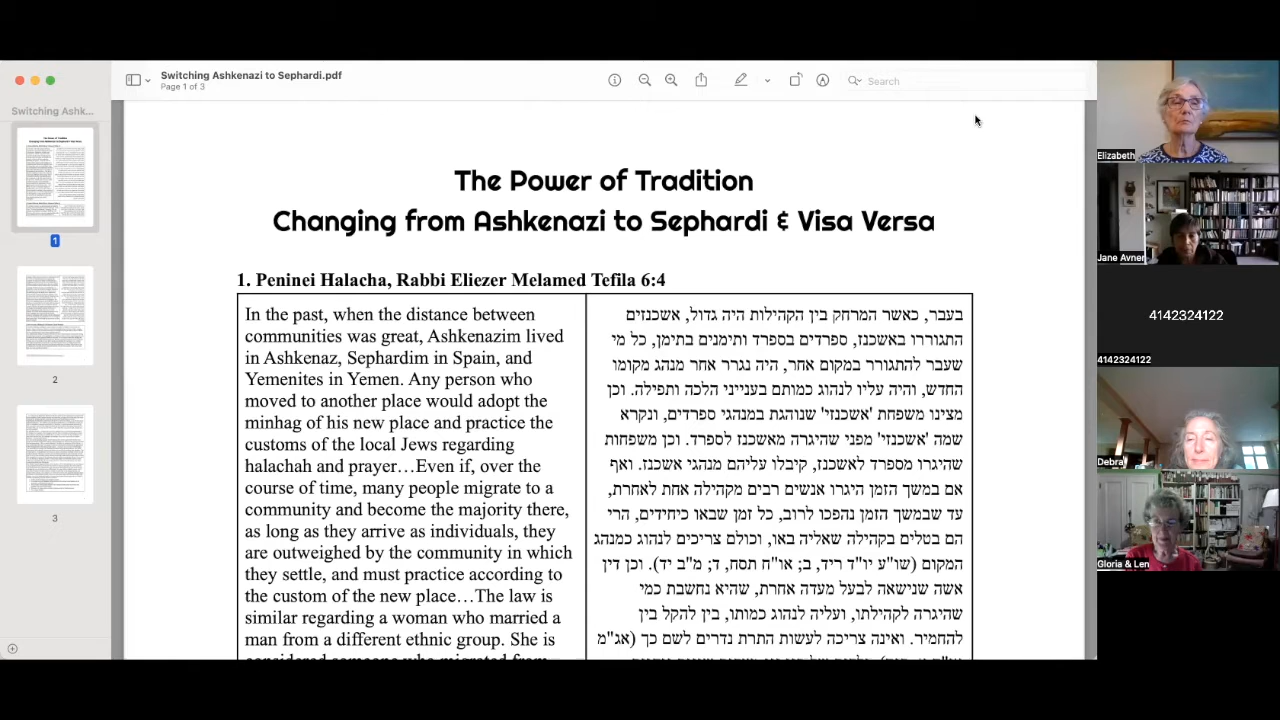 Switching Ashkenazi to Sephardi.pdf
Page 1 of 3
Search
Switching Ashk...
1
2
3
The Power of Tradition
Changing from Ashkenazi to Sephardi & Visa Versa
1. Peninei Halacha, Rabbi Eliezer Melamed Tefila 6:4
In the past, when the distance between
communities was great, Ashkenazim lived
in Ashkenaz, Sephardim in Spain, and
Yemenites in Yemen. Any person who
moved to another place would adopt the
minhag of his new place and practice the
customs of the local Jews regarding
halachah and prayer…Even if, over the
course of time, many people migrate to a
community and become the majority there,
as long as they arrive as individuals, they
are outweighed by the community in which
they settle, and must practice according to
the custom of the new place…The law is
similar regarding a woman who married a
man from a different ethnic group. She is
considered someone who migrated from
בעבר, כאשר המרחק בין הקהילות היה גדול, אשכנזים
התגוררו באשכנז, ספרדים בספרד ותימנים בתימן, כל מי
שעבר להתגורר במקום אחר, היה נגרר אחר מנהג מקומו
החדש, והיה עליו לנהוג כמותם בענייני הלכה ותפילה. וכן
מצינו משפחת 'אשכנזי' שנוהגת במנהגי ספרדים, ונקרא
שמה 'אשכנזי' מפני שהיגרה מאשכנז לספרד. וכן משפחות
שהיגרו מספרד לאשכנז, קיבלו עליהם מנהגי אשכנז. ואף
אם במשך הזמן היגרו אנשים רבים מקהילה אחת לאחרת,
עד שבמשך הזמן נהפכו לרוב, כל זמן שבאו כיחידים, הרי
הם בטלים בקהילה שאליה באו, וכולם צריכים לנהוג כמנהג
המקום (שו"ע יו"ד ריד, ב; או"ח תסח, ד; מ"ב יד). וכן דין
אשה שנישאה לבעל מעדה אחרת, שהיא נחשבת כמי
שהיגרה לקהילתו, ועליה לנהוג כמותו, בין להקל בין
להחמיר. ואינה צריכה לעשות התרת נדרים לשם כך (אג"מ
Elizabeth
Jane Avner
4142324122
4142324122
Debra
Gloria & Len